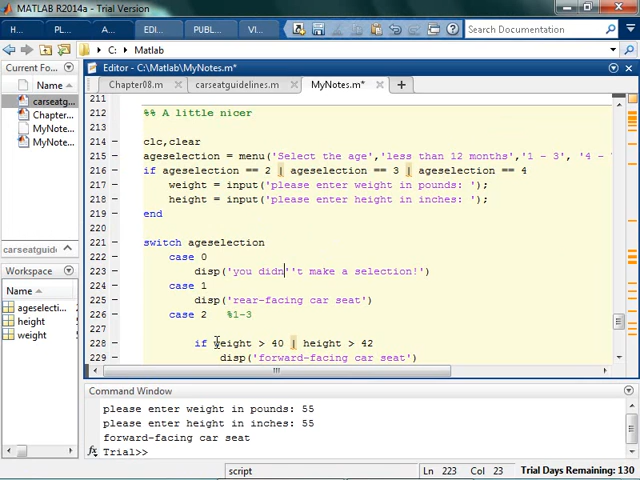 MATLAB R2014a - Trial Version
H... P... A... EDI... PUBL... VI... Search Documentation
C: Matlab
Current Fo...
Editor - C:\Matlab\MyNotes.m*
Name
Chapter08.m carseatguidelines.m MyNotes.m*
carseatg...
Chapter...
MyNote...
MyNote...
carseatguid...
Workspace
Name
ageselecti...
height
weight
211
212 %% A little nicer
213
214 clc,clear
215 ageselection = menu('Select the age','less than 12 months','1 - 3', '4 -
216 if ageselection == 2 | ageselection == 3 | ageselection == 4
217 weight = input('please enter weight in pounds: ');
218 height = input('please enter height in inches: ');
219 end
220
221 switch ageselection
222 case 0
223 disp('you didn''t make a selection!')
224 case 1
225 disp('rear-facing car seat')
226 case 2 %1-3
227
228 if weight > 40 | height > 42
229 disp('forward-facing car seat')
Command Window
please enter weight in pounds: 55
please enter height in inches: 55
forward-facing car seat
fx Trial>>
script Ln 223 Col 23 Trial Days Remaining: 130